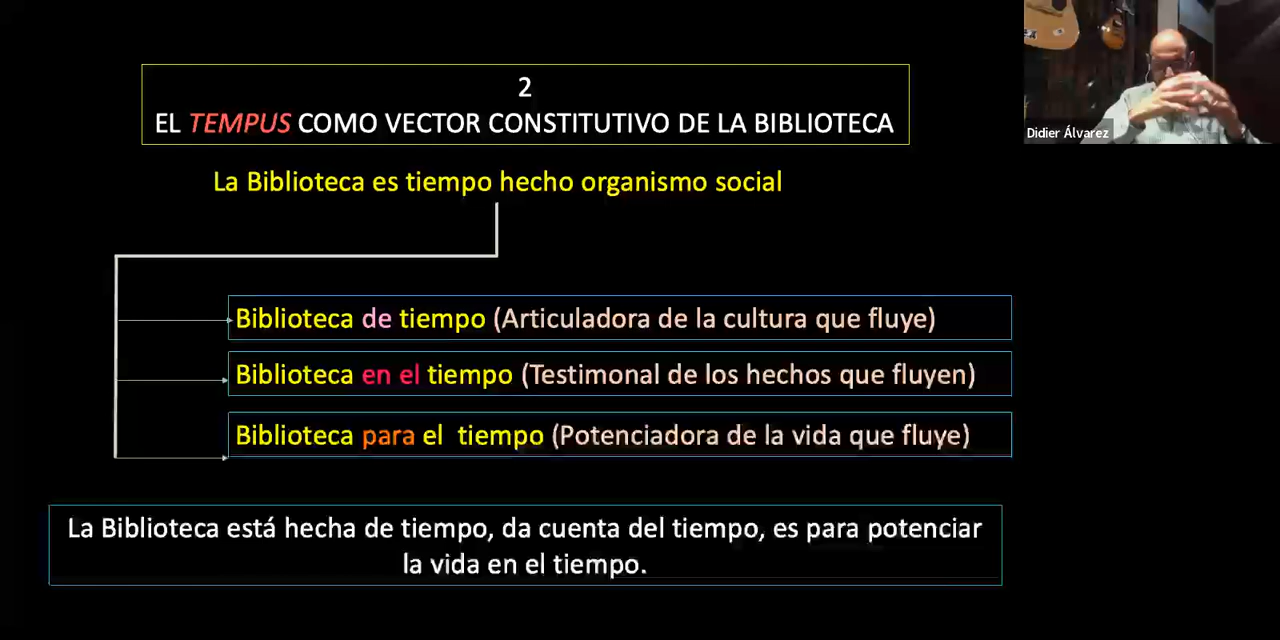 2
EL TEMPUS COMO VECTOR CONSTITUTIVO DE LA BIBLIOTECA
La Biblioteca es tiempo hecho organismo social
Biblioteca de tiempo (Articuladora de la cultura que fluye)
Biblioteca en el tiempo (Testimonal de los hechos que fluyen)
Biblioteca para el tiempo (Potenciadora de la vida que fluye)
La Biblioteca está hecha de tiempo, da cuenta del tiempo, es para potenciar
la vida en el tiempo.
Didier Álvarez